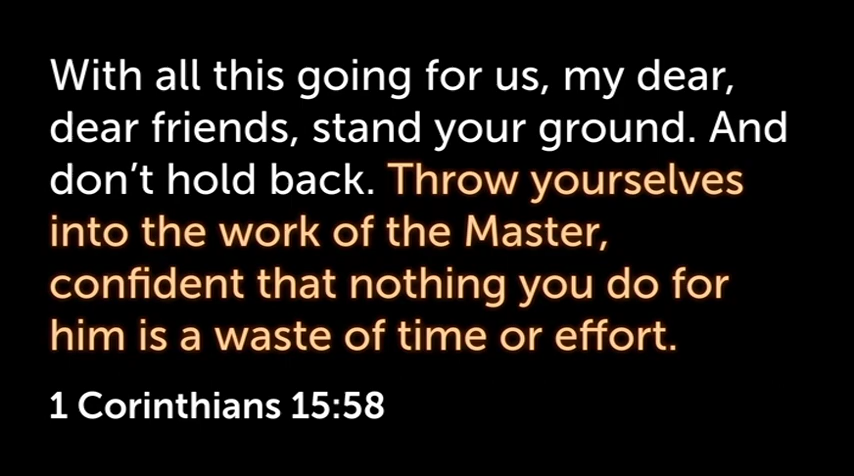 With all this going for us, my dear,
dear friends, stand your ground. And
don’t hold back. Throw yourselves
into the work of the Master,
confident that nothing you do for
him is a waste of time or effort.
1 Corinthians 15:58